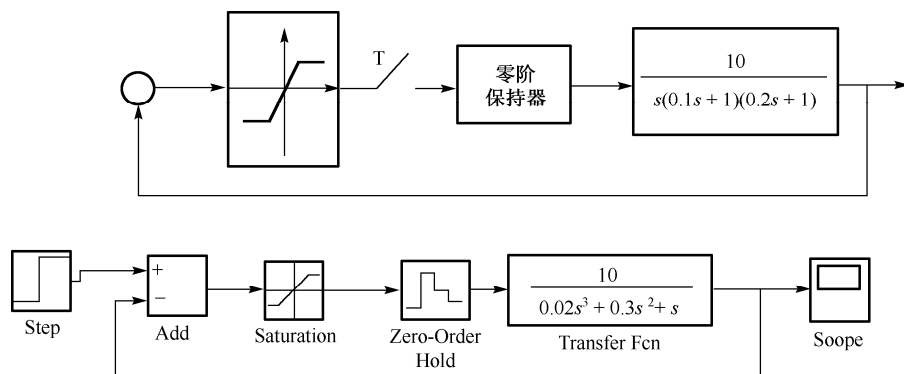 T
零阶
保持器
10
s(0.1s + 1)(0.2s + 1)
+
−
10
0.02s³ + 0.3s² + s
Step
Add
Saturation
Zero-Order
Hold
Transfer Fcn
Soope